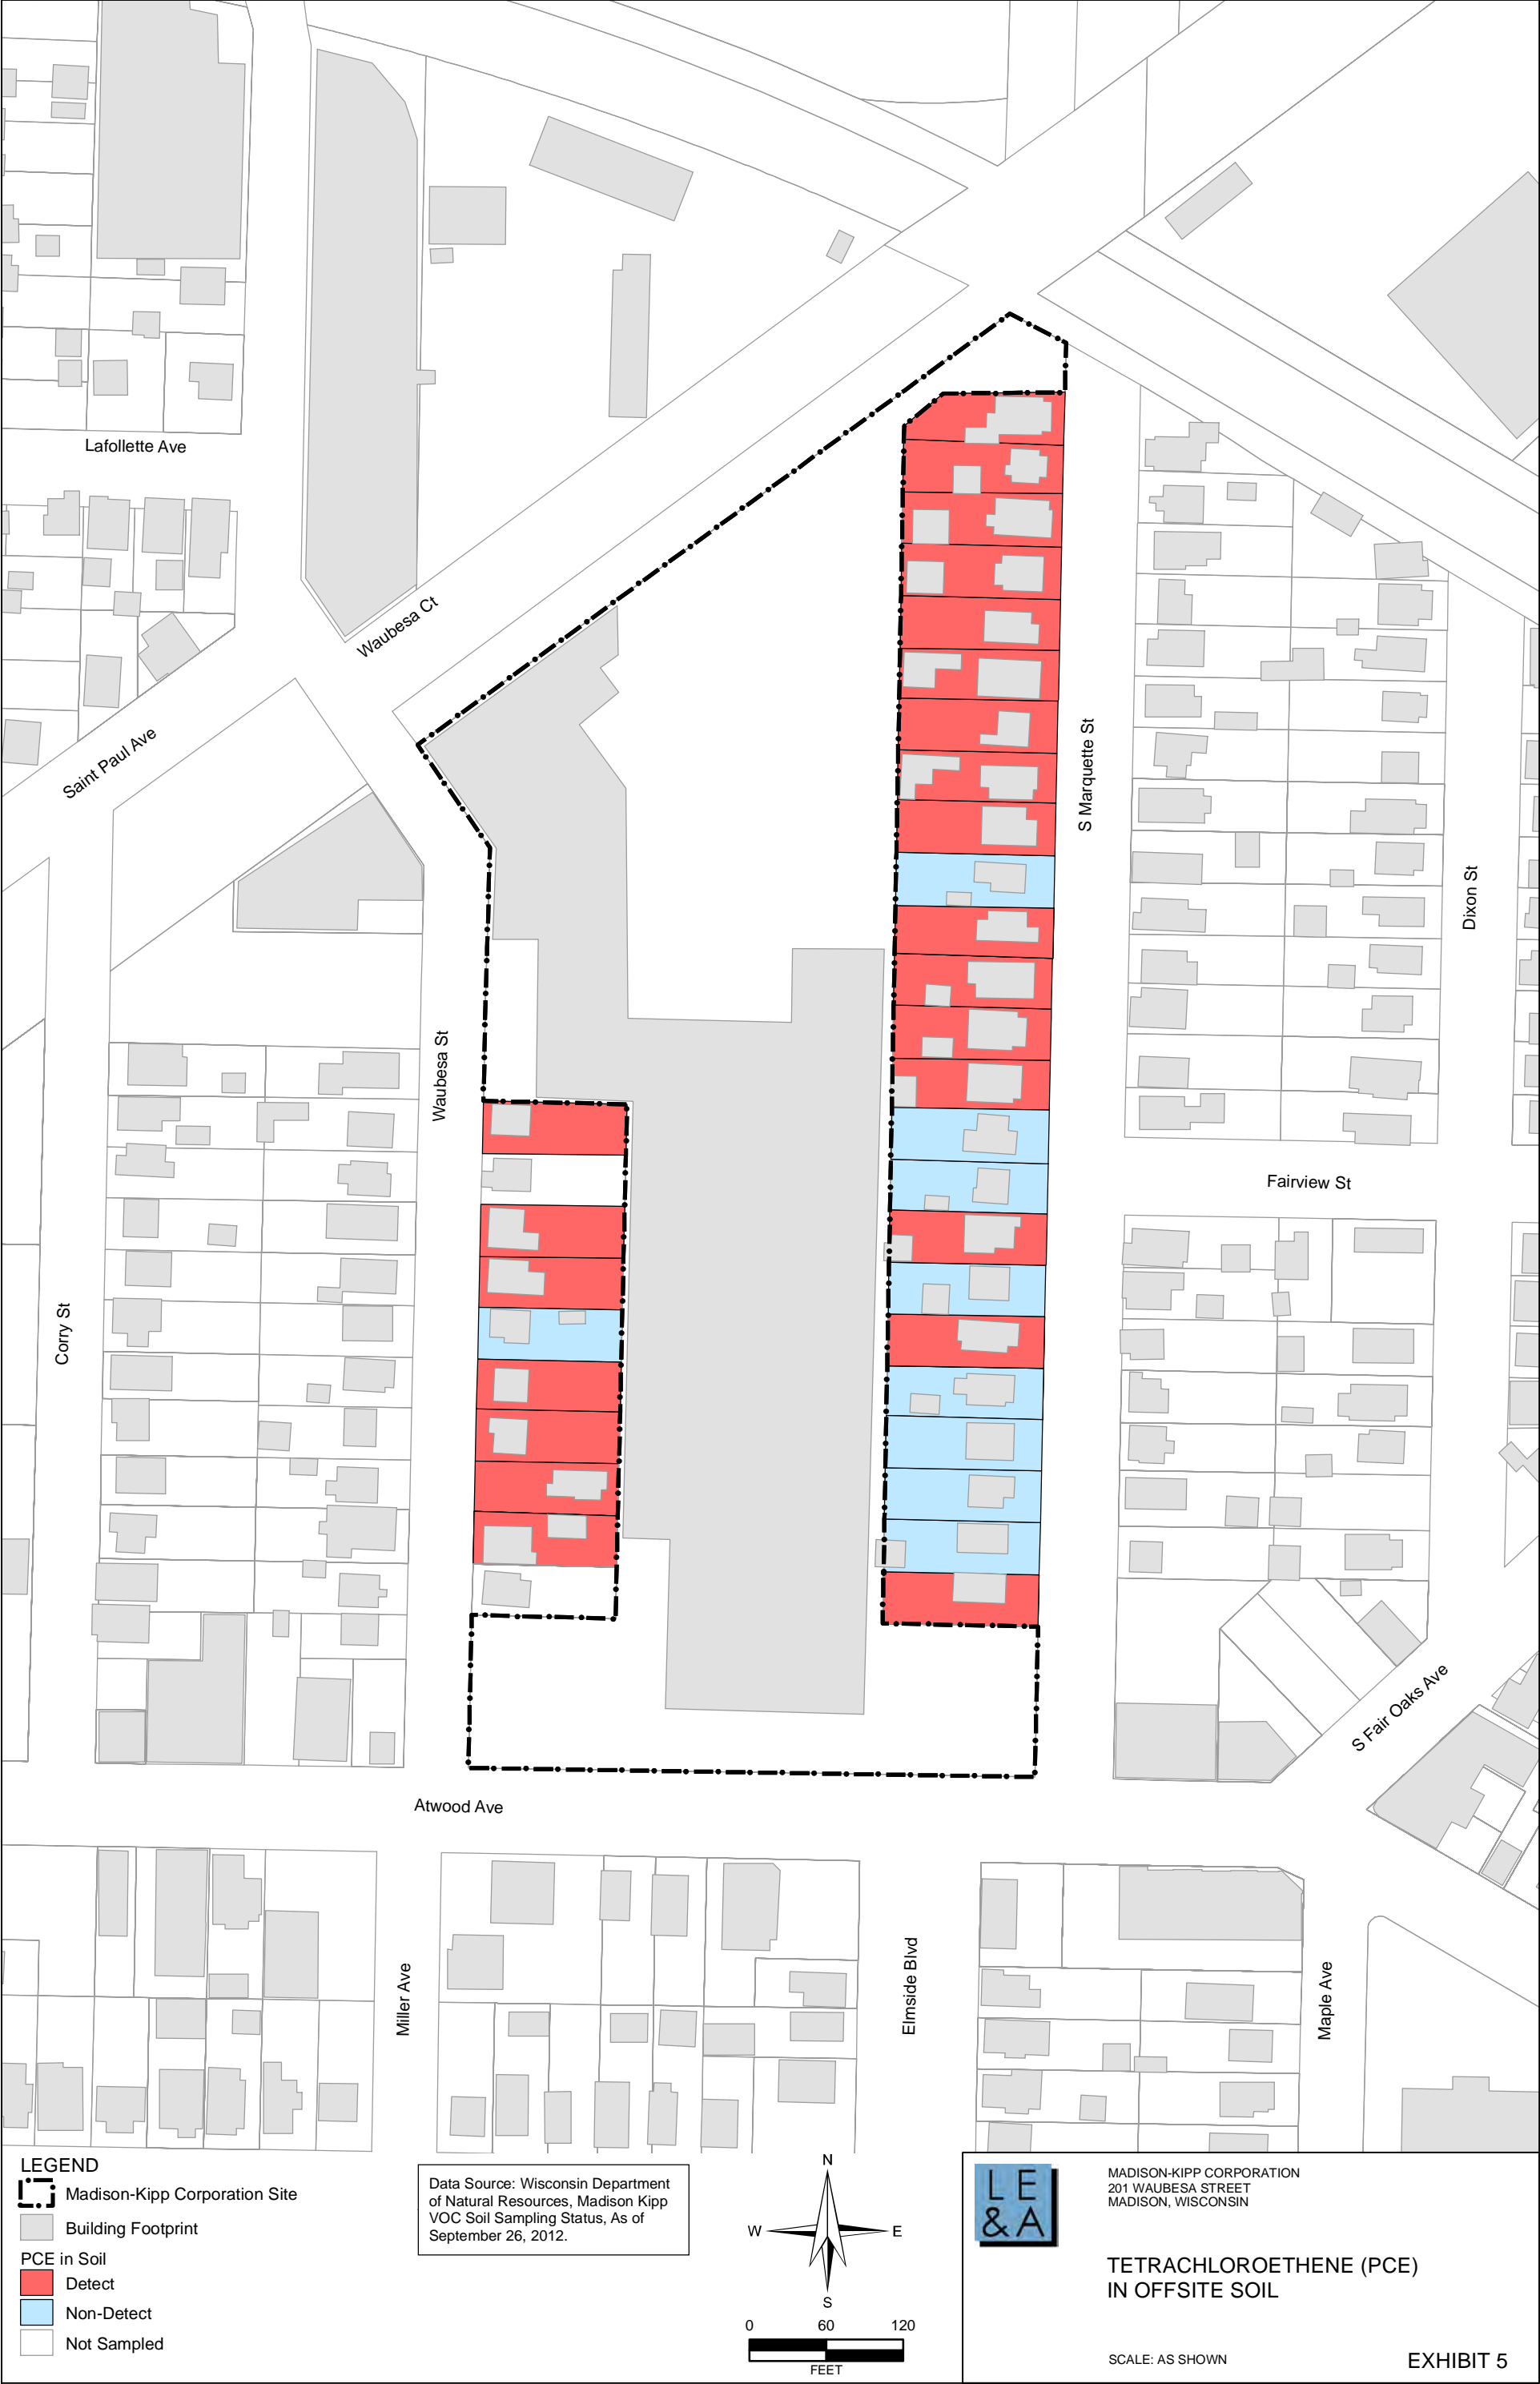 Lafollette Ave
Waubesa Ct
Saint Paul Ave
S Marquette St
Dixon St
Waubesa St
Fairview St
Corry St
S Fair Oaks Ave
Atwood Ave
Miller Ave
Elmside Blvd
Maple Ave
LEGEND
Madison-Kipp Corporation Site
Building Footprint
PCE in Soil
Detect
Non-Detect
Not Sampled
Data Source: Wisconsin Department
of Natural Resources, Madison Kipp
VOC Soil Sampling Status, As of
September 26, 2012.
N
W E
S
0 60 120
FEET
LE
&A
MADISON-KIPP CORPORATION
201 WAUBESA STREET
MADISON, WISCONSIN
TETRACHLOROETHENE (PCE)
IN OFFSITE SOIL
SCALE: AS SHOWN
EXHIBIT 5